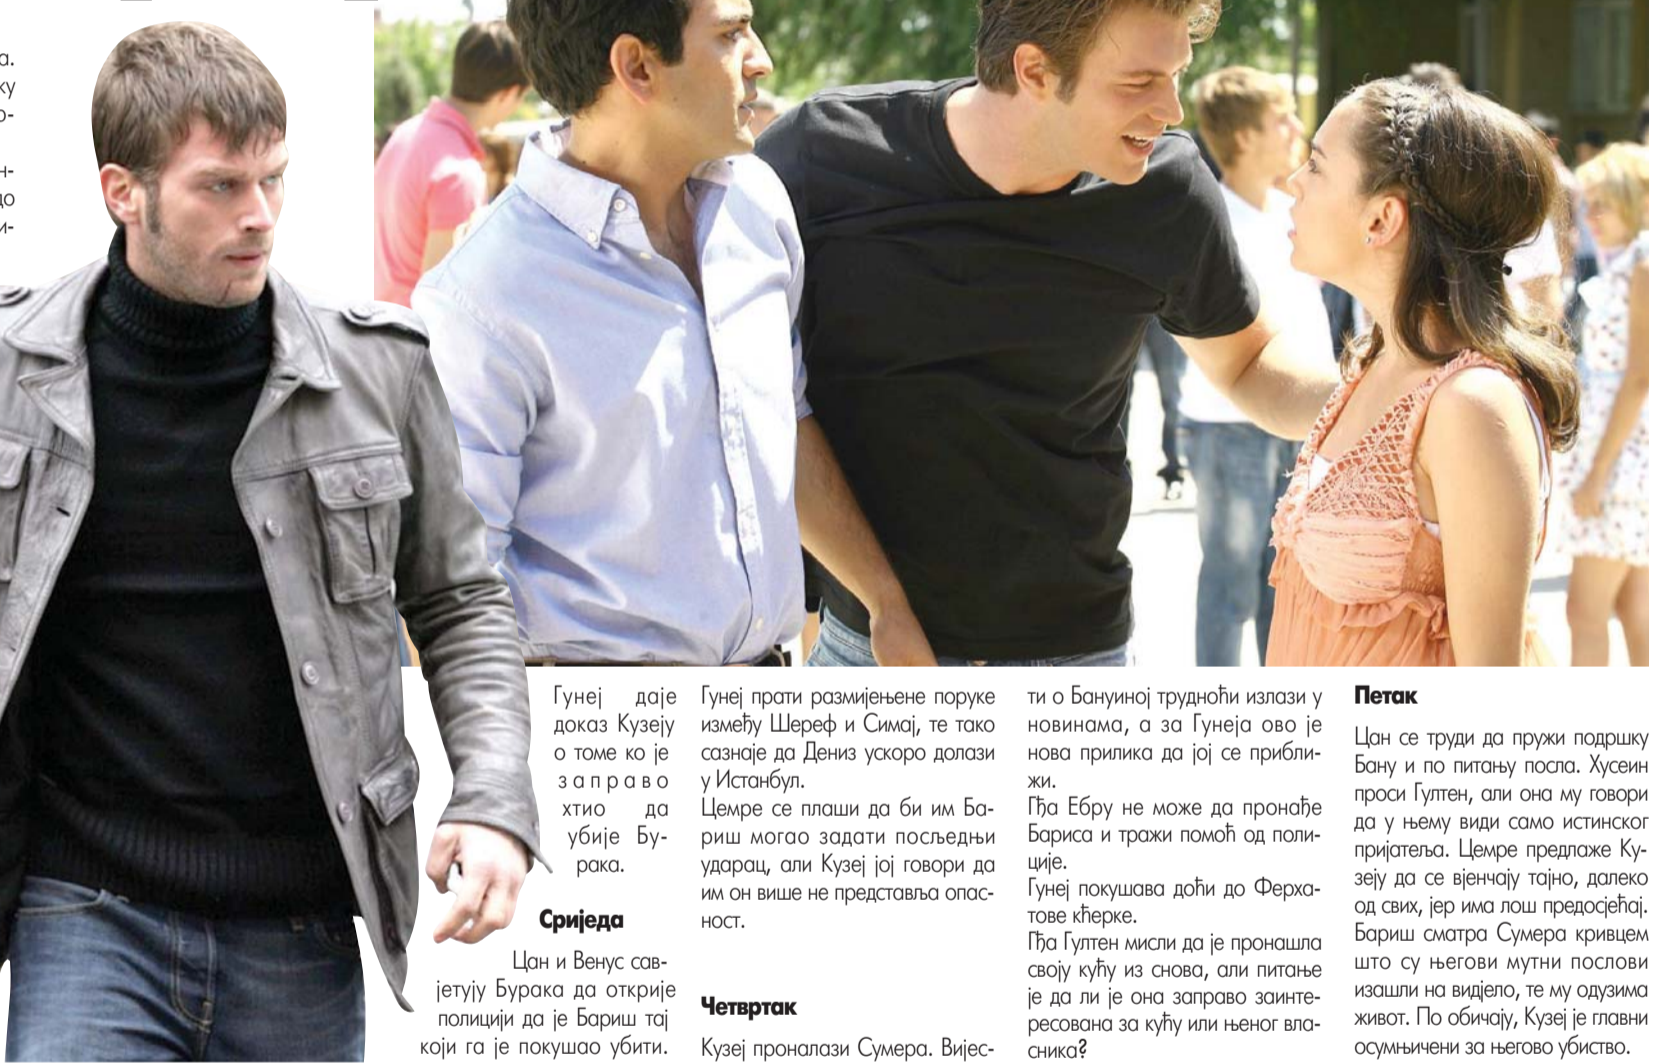 а.
ку
о-
н-
до
и-
Гунеј даје
доказ Кузеју
о томе ко је
заправо
хтио да
убије Бу-
рака.
Сриједа
Цан и Венус сав-
јетују Бурака да открије
полицији да је Бариш тај
који га је покушао убити.
Гунеј прати размијењене поруке
између Шереф и Симај, те тако
сазнаје да Дениз ускоро долази
у Истанбул.
Цемре се плаши да би им Ба-
риш могао задати посљедњи
ударац, али Кузеј јој говори да
им он више не представља опас-
ност.
Четвртак
Кузеј проналази Сумера. Вијес-
ти о Бануиној трудноћи излази у
новинама, а за Гунеја ово је
нова прилика да јој се прибли-
жи.
Гђа Ебру не може да пронађе
Бариса и тражи помоћ од поли-
ције.
Гунеј покушава доћи до Ферха-
тове кћерке.
Гђа Гултен мисли да је пронашла
своју кућу из снова, али питање
је да ли је она заправо заинте-
ресована за кућу или њеног вла-
сника?
Петак
Цан се труди да пружи подршку
Бану и по питању посла. Хусеин
проси Гултен, али она му говори
да у њему види само истинског
пријатеља. Цемре предлаже Ку-
зеју да се вјенчају тајно, далеко
од свих, јер има лош предосјећај.
Бариш сматра Сумера кривцем
што су његови мутни послови
изашли на видјело, те му одузима
живот. По обичају, Кузеј је главни
осумњичени за његово убиство.